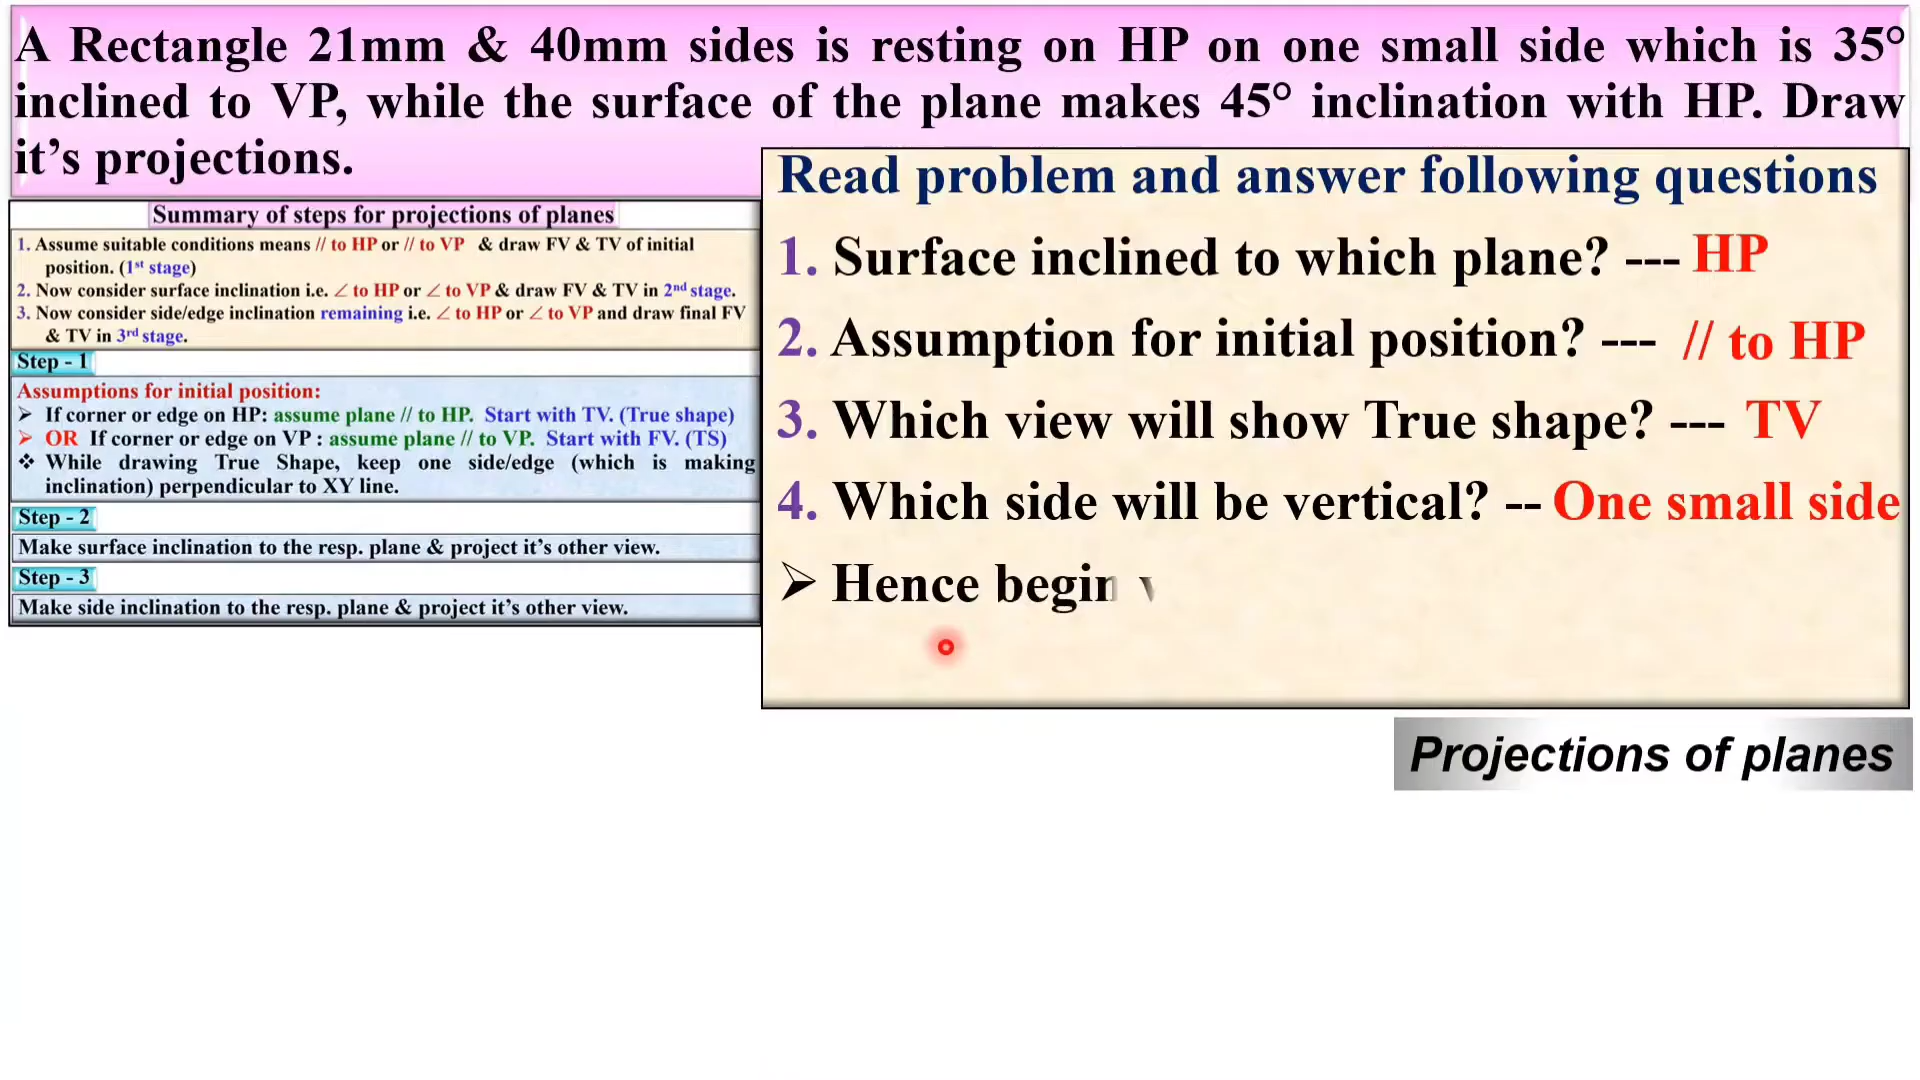 A Rectangle 21mm & 40mm sides is resting on HP on one small side which is 35°
inclined to VP, while the surface of the plane makes 45° inclination with HP. Draw
it’s projections.
Summary of steps for projections of planes
1. Assume suitable conditions means // to HP or // to VP & draw FV & TV of initial
position. (1st stage)
2. Now consider surface inclination i.e. ∠ to HP or ∠ to VP & draw FV & TV in 2nd stage.
3. Now consider side/edge inclination remaining i.e. ∠ to HP or ∠ to VP and draw final FV
& TV in 3rd stage.
Step - 1
Assumptions for initial position:
➢ If corner or edge on HP: assume plane // to HP. Start with TV. (True shape)
➢ OR If corner or edge on VP : assume plane // to VP. Start with FV. (TS)
❖ While drawing True Shape, keep one side/edge (which is making
inclination) perpendicular to XY line.
Step - 2
Make surface inclination to the resp. plane & project it’s other view.
Step - 3
Make side inclination to the resp. plane & project it’s other view.
Read problem and answer following questions
1. Surface inclined to which plane? --- HP
2. Assumption for initial position? --- // to HP
3. Which view will show True shape? --- TV
4. Which side will be vertical? -- One small side
➢ Hence begin
Projections of planes